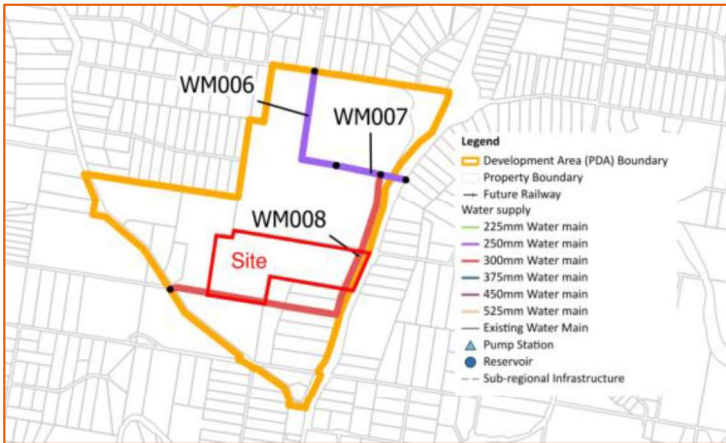 WM006
WM007
WM008
Site
Legend
Development Area (PDA) Boundary
Property Boundary
Future Railway
Water supply
225mm Water main
250mm Water main
300mm Water main
375mm Water main
450mm Water main
525mm Water main
Existing Water Main
Pump Station
Reservoir
Sub-regional Infrastructure